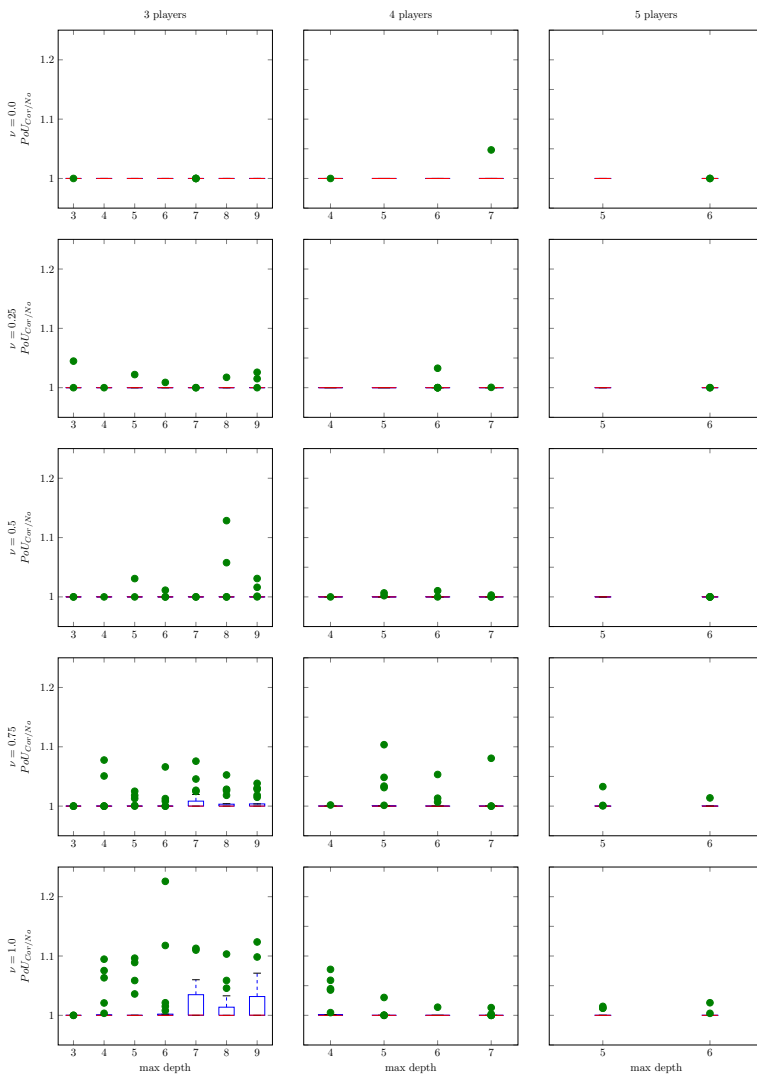 3 players 4 players 5 players
ν = 0.0
PoU_{Cor/No}
1.2
1.1
1
3 4 5 6 7 8 9 4 5 6 7 5 6
ν = 0.25
PoU_{Cor/No}
1.2
1.1
1
3 4 5 6 7 8 9 4 5 6 7 5 6
ν = 0.5
PoU_{Cor/No}
1.2
1.1
1
3 4 5 6 7 8 9 4 5 6 7 5 6
ν = 0.75
PoU_{Cor/No}
1.2
1.1
1
3 4 5 6 7 8 9 4 5 6 7 5 6
ν = 1.0
PoU_{Cor/No}
1.2
1.1
1
3 4 5 6 7 8 9 4 5 6 7 5 6
max depth max depth max depth